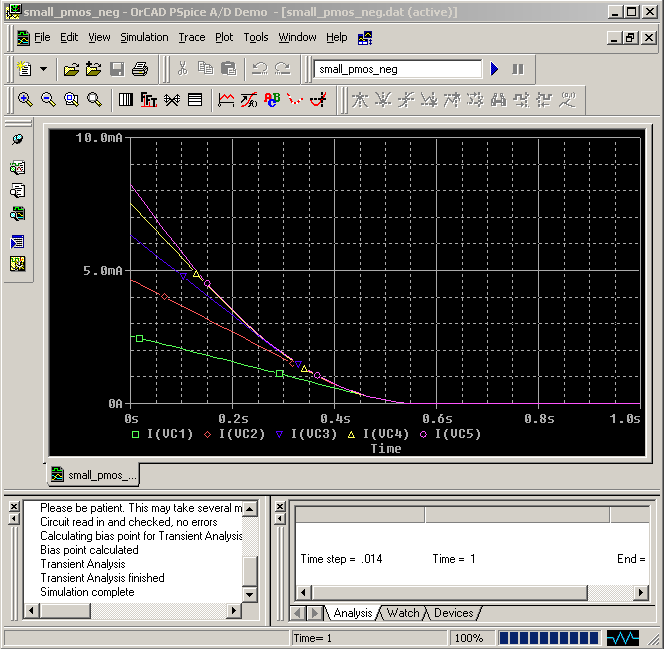 small_pmos_neg - OrCAD PSpice A/D Demo - [small_pmos_neg.dat (active)]
File Edit View Simulation Trace Plot Tools Window Help
small_pmos_neg
10.0mA
5.0mA
0A
0s 0.2s 0.4s 0.6s 0.8s 1.0s
I(VC1) I(VC2) I(VC3) I(VC4) I(VC5)
Time
small_pmos_...
Please be patient. This may take several m
Circuit read in and checked, no errors
Calculating bias point for Transient Analysis
Bias point calculated
Transient Analysis
Transient Analysis finished
Simulation complete
Time step = .014 Time = 1 End =
Analysis Watch Devices
Time= 1 100%